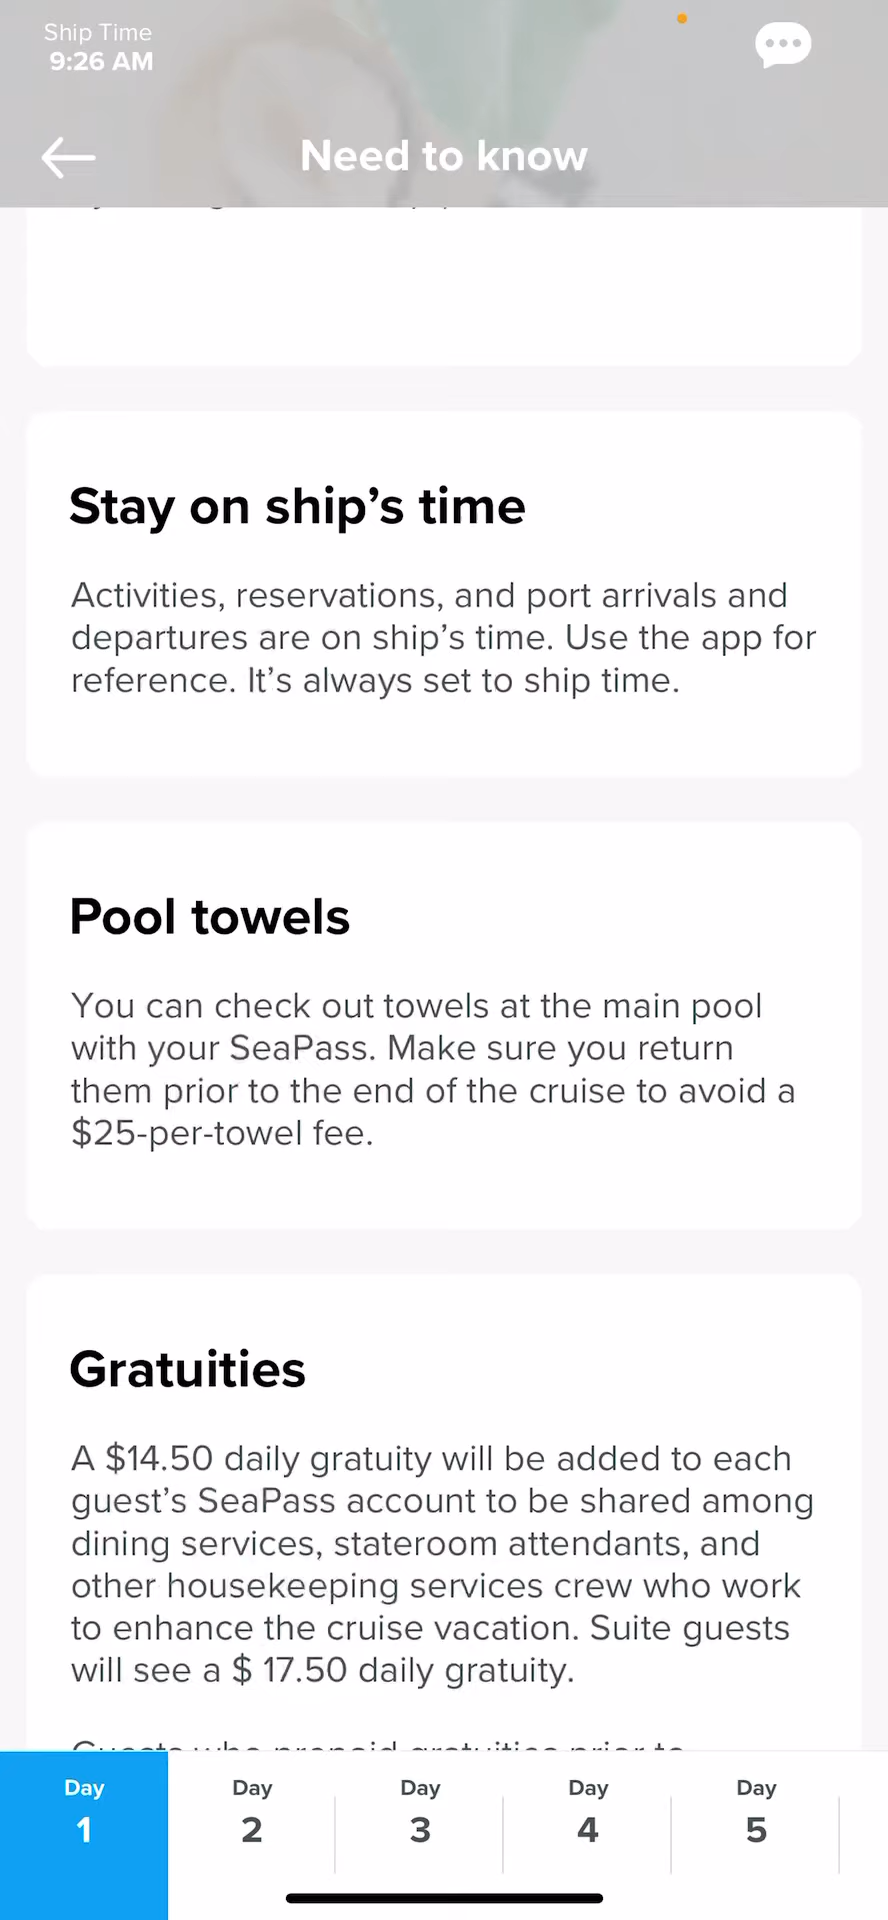 Ship Time
9:26 AM
Need to know
Stay on ship’s time
Activities, reservations, and port arrivals and
departures are on ship’s time. Use the app for
reference. It’s always set to ship time.
Pool towels
You can check out towels at the main pool
with your SeaPass. Make sure you return
them prior to the end of the cruise to avoid a
$25-per-towel fee.
Gratuities
A $14.50 daily gratuity will be added to each
guest’s SeaPass account to be shared among
dining services, stateroom attendants, and
other housekeeping services crew who work
to enhance the cruise vacation. Suite guests
will see a $ 17.50 daily gratuity.
Guests who prepaid gratuities prior to
Day Day Day Day Day
1 2 3 4 5